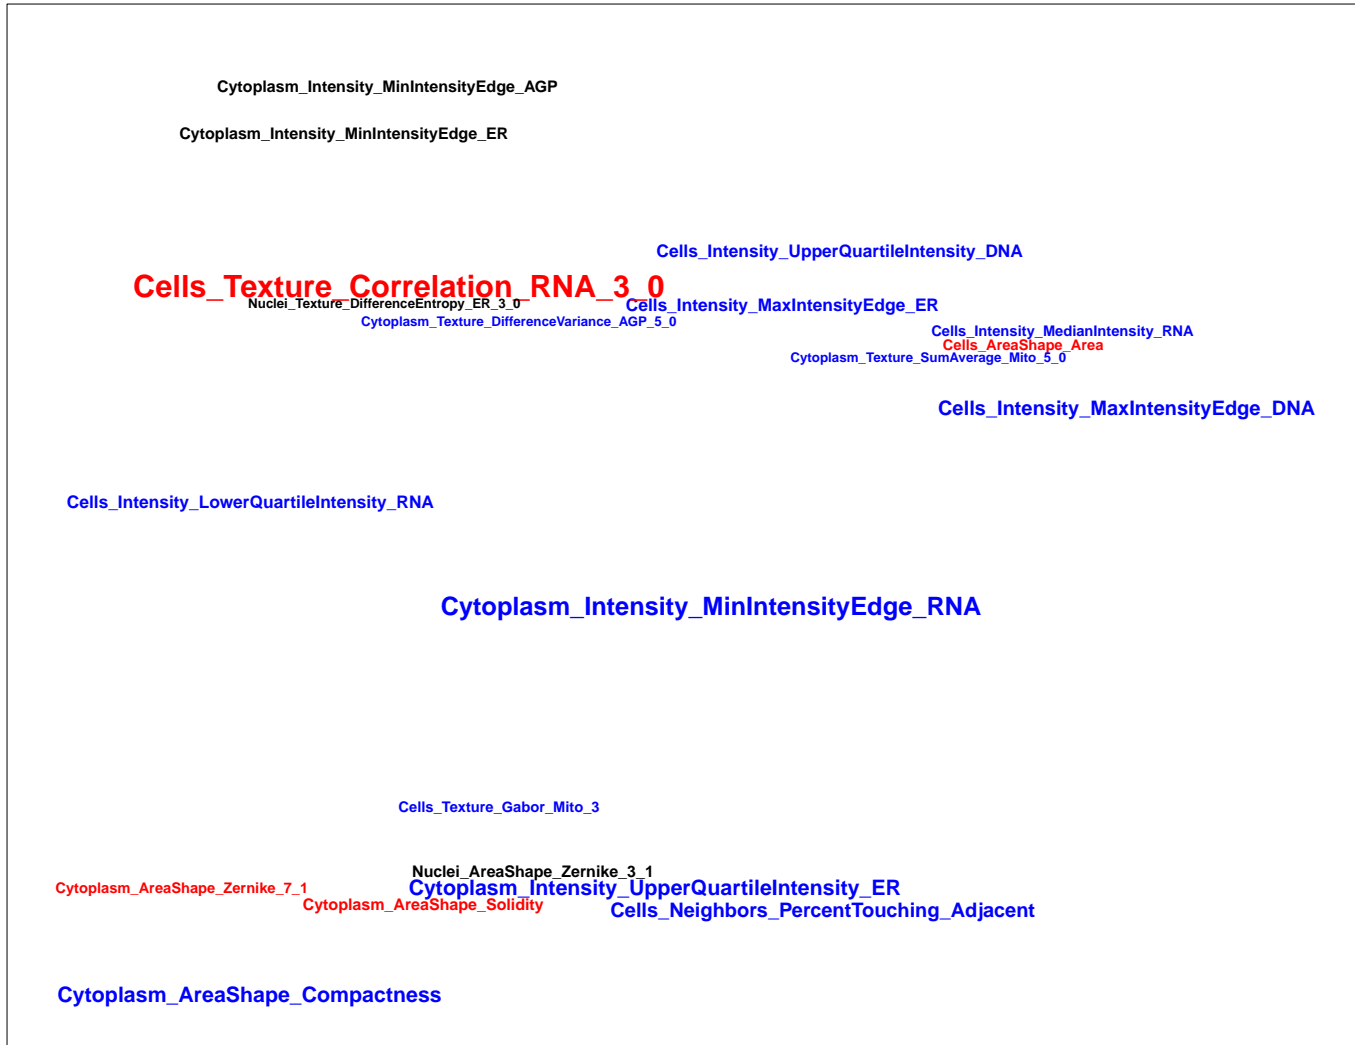 Cytoplasm_Intensity_MinIntensityEdge_AGP
Cytoplasm_Intensity_MinIntensityEdge_ER
Cells_Intensity_UpperQuartileIntensity_DNA
Cells_Texture_Correlation_RNA_3_0
Nuclei_Texture_DifferenceEntropy_ER_3_0
Cells_Intensity_MaxIntensityEdge_ER
Cytoplasm_Texture_DifferenceVariance_AGP_5_0
Cells_Intensity_MedianIntensity_RNA
Cells_AreaShape_Area
Cytoplasm_Texture_SumAverage_Mito_5_0
Cells_Intensity_MaxIntensityEdge_DNA
Cells_Intensity_LowerQuartileIntensity_RNA
Cytoplasm_Intensity_MinIntensityEdge_RNA
Cells_Texture_Gabor_Mito_3
Nuclei_AreaShape_Zernike_3_1
Cytoplasm_AreaShape_Zernike_7_1
Cytoplasm_Intensity_UpperQuartileIntensity_ER
Cytoplasm_AreaShape_Solidity
Cells_Neighbors_PercentTouching_Adjacent
Cytoplasm_AreaShape_Compactness